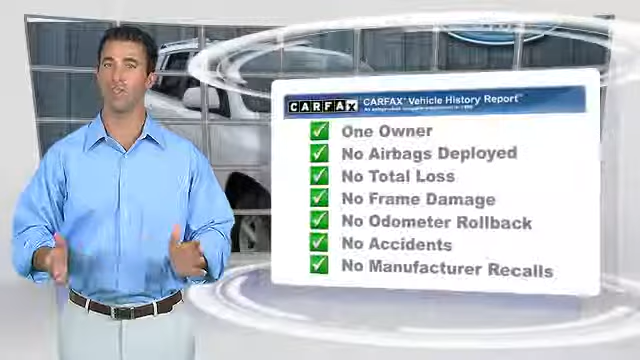 CARFAX CARFAX Vehicle History Report™
One Owner
No Airbags Deployed
No Total Loss
No Frame Damage
No Odometer Rollback
No Accidents
No Manufacturer Recalls